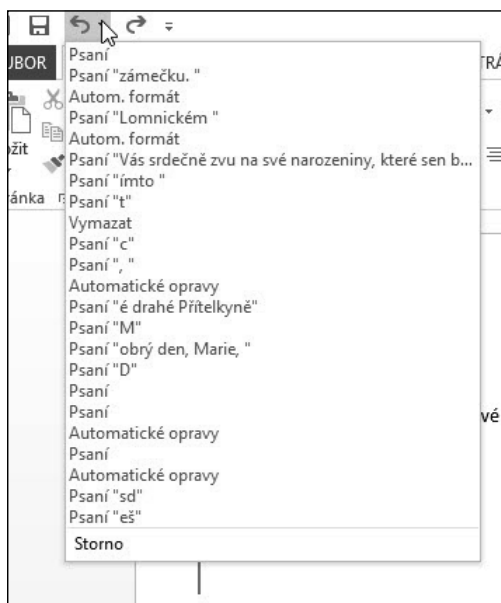 UBOR
TRÁ
žit
ránka
Psaní
Psaní "zámečku. "
Autom. formát
Psaní "Lomnickém "
Autom. formát
Psaní "Vás srdečně zvu na své narozeniny, které sen b...
Psaní "ímto "
Psaní "t"
Vymazat
Psaní "c"
Psaní ", "
Automatické opravy
Psaní "é drahé Přítelkyně"
Psaní "M"
Psaní "obrý den, Marie, "
Psaní "D"
Psaní
Psaní
Automatické opravy
Psaní
Automatické opravy
Psaní "sd"
Psaní "eš"
Storno
vé